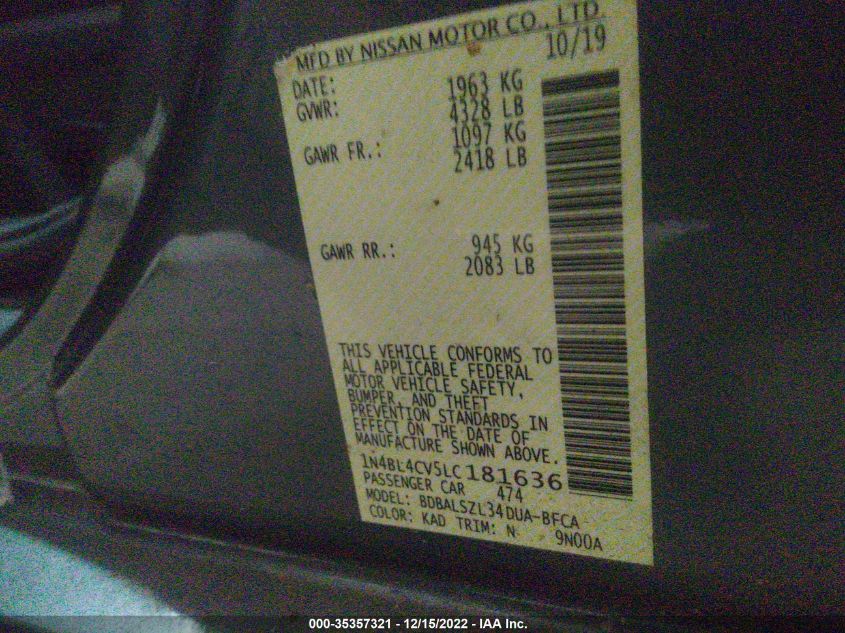 MFD BY NISSAN MOTOR CO., LTD.
DATE: 10/19
GVWR: 1963 KG
4328 LB
GAWR FR.: 1097 KG
2418 LB
GAWR RR.: 945 KG
2083 LB
THIS VEHICLE CONFORMS TO
ALL APPLICABLE FEDERAL
MOTOR VEHICLE SAFETY,
BUMPER, AND THEFT
PREVENTION STANDARDS IN
EFFECT ON THE DATE OF
MANUFACTURE SHOWN ABOVE.
1N4BL4CV5LC181636
PASSENGER CAR 474
MODEL: BDBALSZL34DUA-BFCA
COLOR: KAD TRIM: N 9N00A
000-35357321 - 12/15/2022 - IAA Inc.